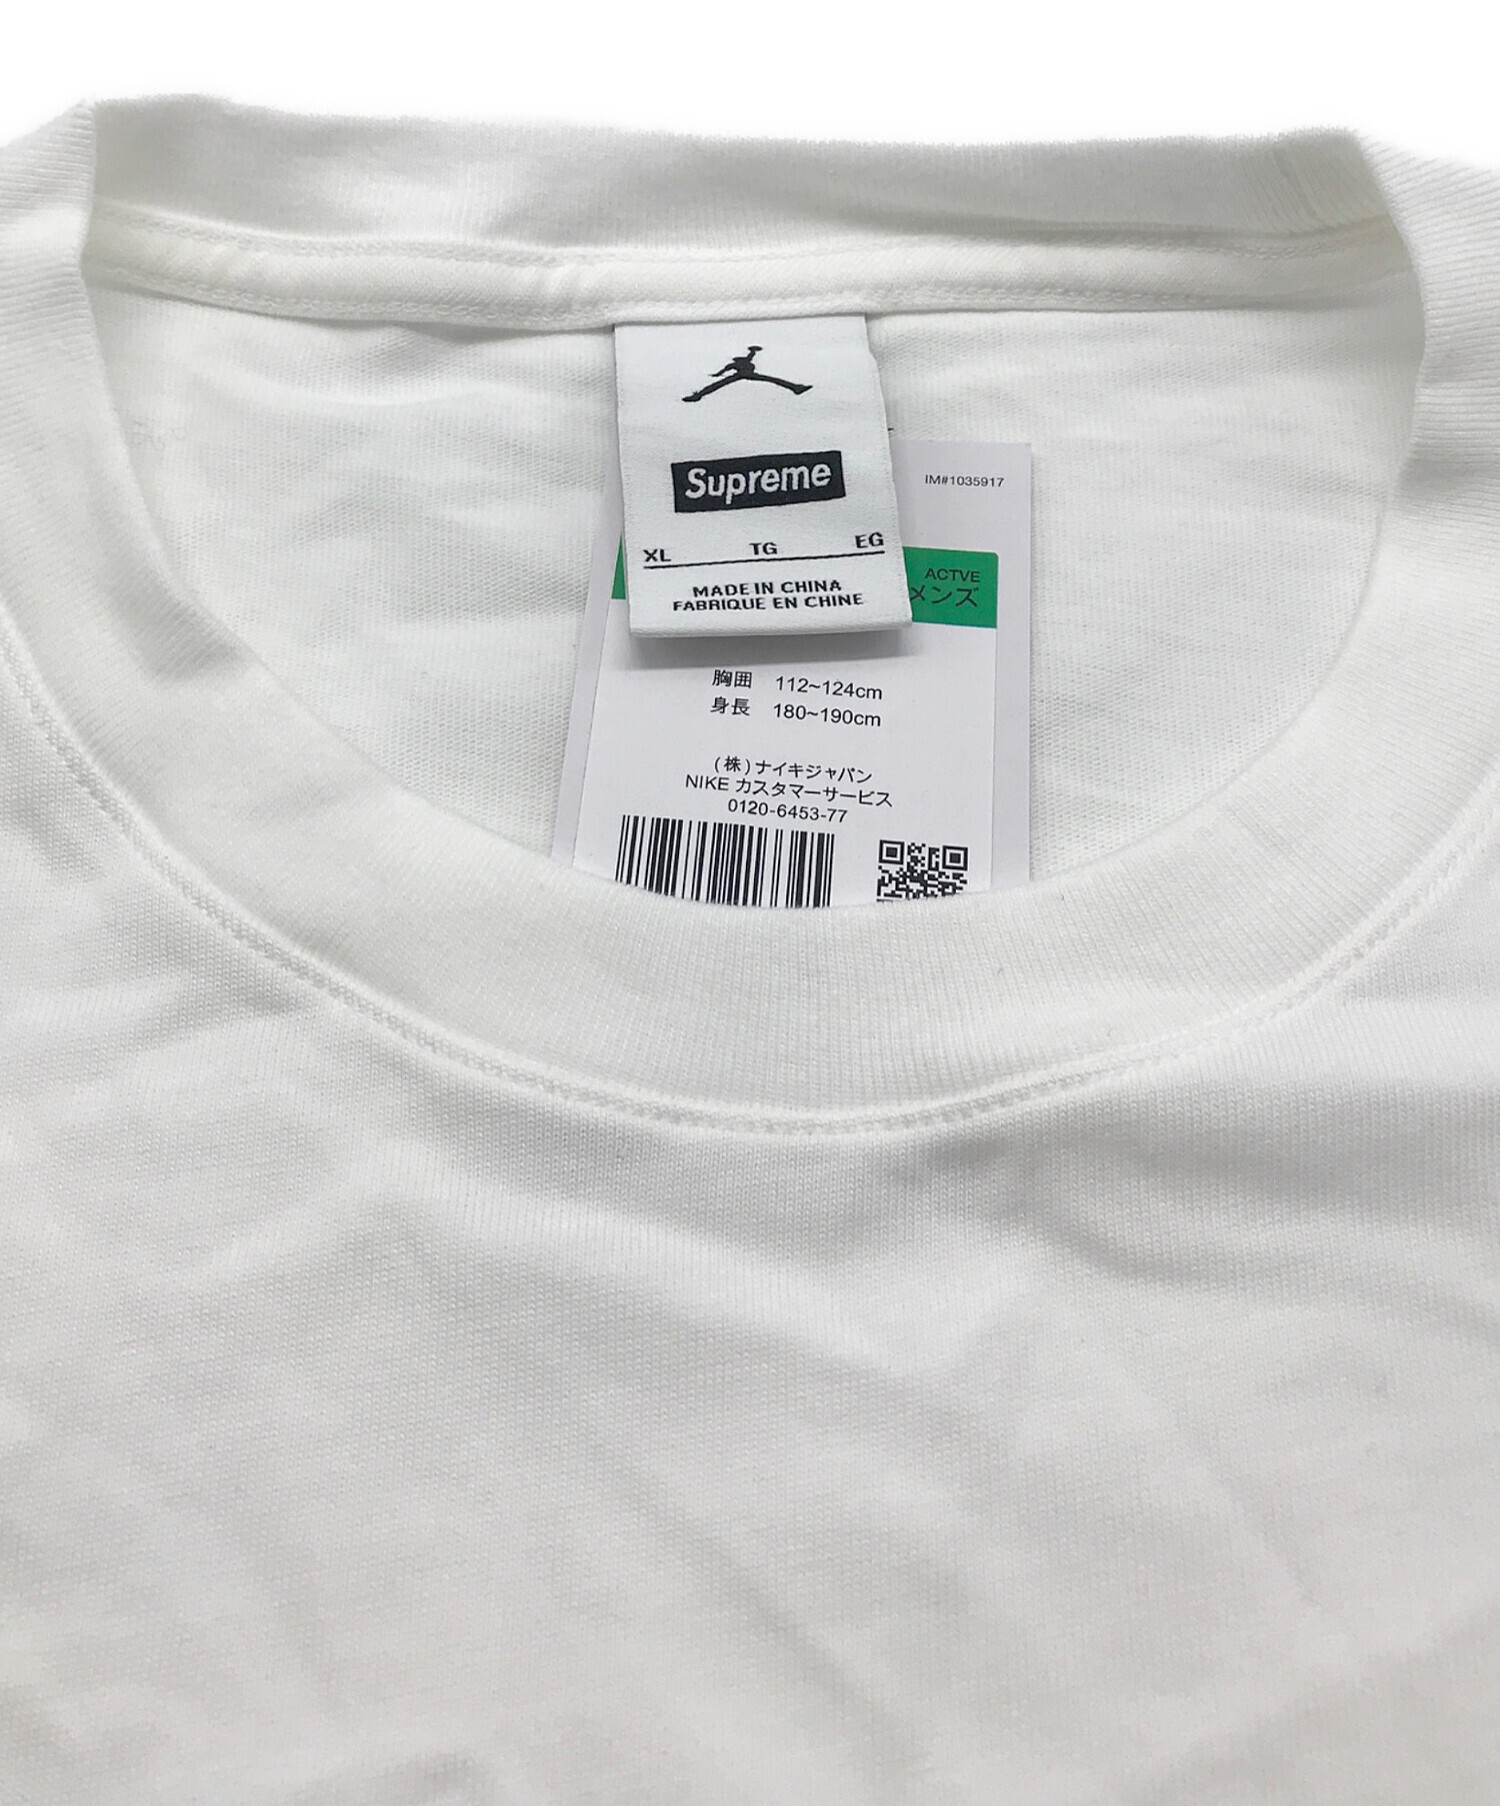 Supreme
XL TG EG
MADE IN CHINA
FABRIQUE EN CHINE
IM#1035917
ACTVE
メンズ
胸囲 112~124cm
身長 180~190cm
(株)ナイキジャパン
NIKE カスタマーサービス
0120-6453-77